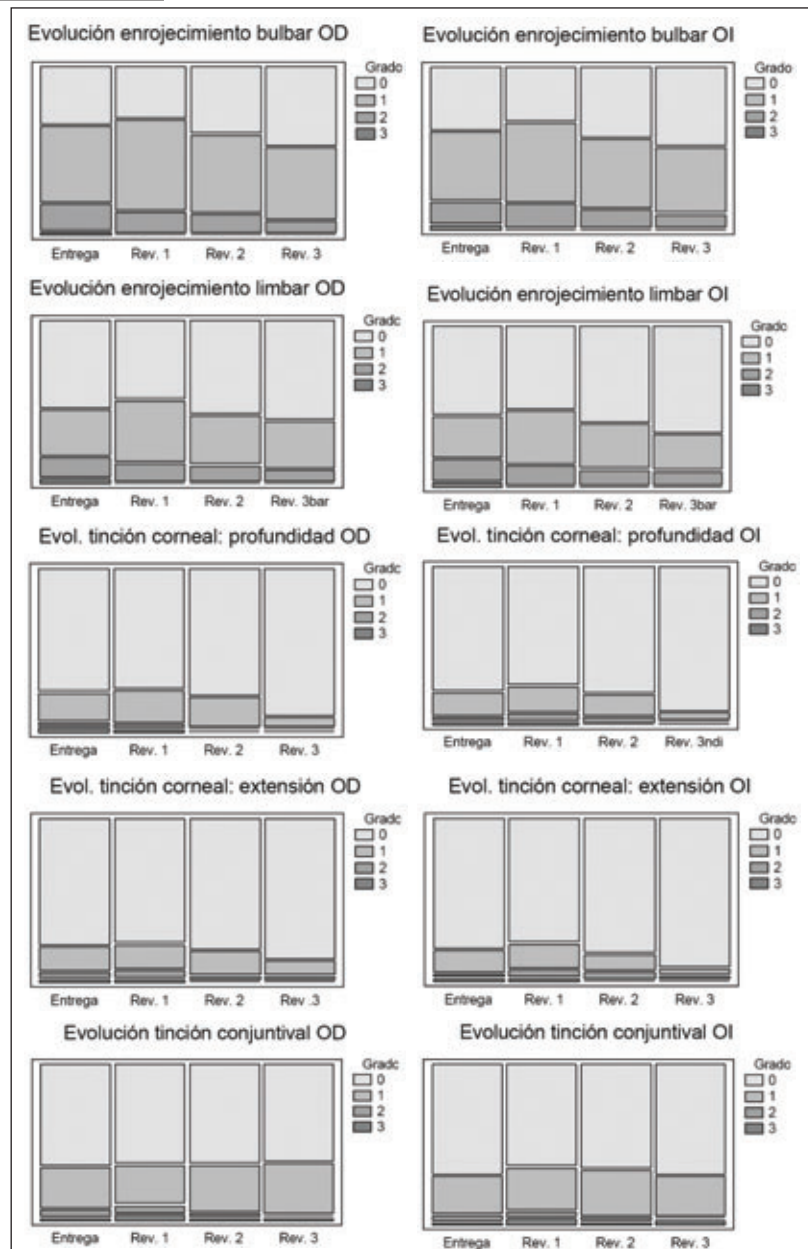 Evolución enrojecimiento bulbar OD
Gradc
0
1
2
3
Entrega Rev. 1 Rev. 2 Rev. 3
Evolución enrojecimiento bulbar OI
Gradc
0
1
2
3
Entrega Rev. 1 Rev. 2 Rev. 3
Evolución enrojecimiento limbar OD
Gradc
0
1
2
3
Entrega Rev. 1 Rev. 2 Rev. 3bar
Evolución enrojecimiento limbar OI
Gradc
0
1
2
3
Entrega Rev. 1 Rev. 2 Rev. 3bar
Evol. tinción corneal: profundidad OD
Gradc
0
1
2
3
Entrega Rev. 1 Rev. 2 Rev. 3
Evol. tinción corneal: profundidad OI
Gradc
0
1
2
3
Entrega Rev. 1 Rev. 2 Rev. 3ndi
Evol. tinción corneal: extensión OD
Gradc
0
1
2
3
Entrega Rev. 1 Rev. 2 Rev .3
Evol. tinción corneal: extensión OI
Gradc
0
1
2
3
Entrega Rev. 1 Rev. 2 Rev. 3
Evolución tinción conjuntival OD
Gradc
0
1
2
3
Entrega Rev. 1 Rev. 2 Rev. 3
Evolución tinción conjuntival OI
Gradc
0
1
2
3
Entrega Rev. 1 Rev. 2 Rev. 3